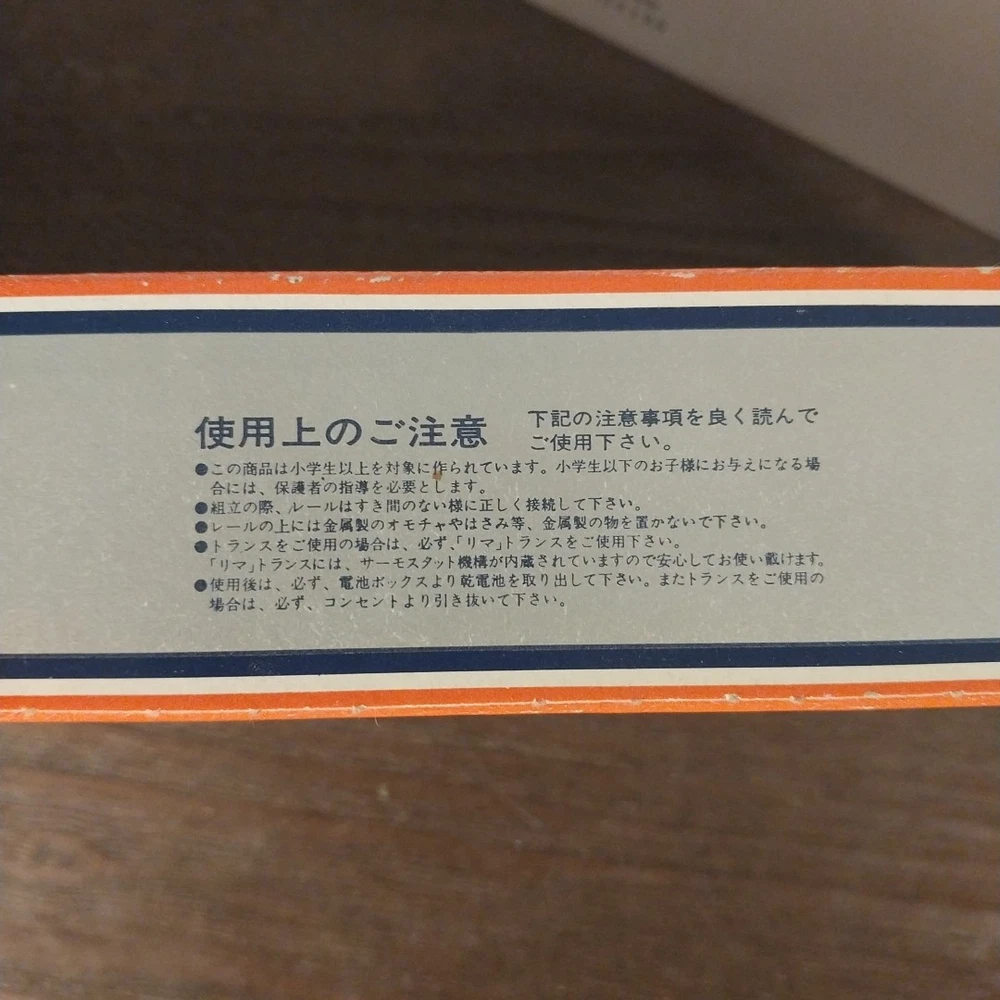 使用上のご注意
下記の注意事項を良く読んで
ご使用下さい。
●この商品は小学生以上を対象に作られています。小学生以下のお子様にお与えになる場
合には、保護者の指導を必要とします。
●組立の際、レールはすき間のない様に正しく接続して下さい。
●レールの上には金属製のオモチャやはさみ等、金属製の物を置かないで下さい。
●トランスをご使用の場合は、必ず、「リマ」トランスをご使用下さい。
「リマ」トランスには、サーモスタット機構が内蔵されていますので安心してお使い戴けます。
●使用後は、必ず、電池ボックスより乾電池を取り出して下さい。またトランスをご使用の
場合は、必ず、コンセントより引き抜いて下さい。